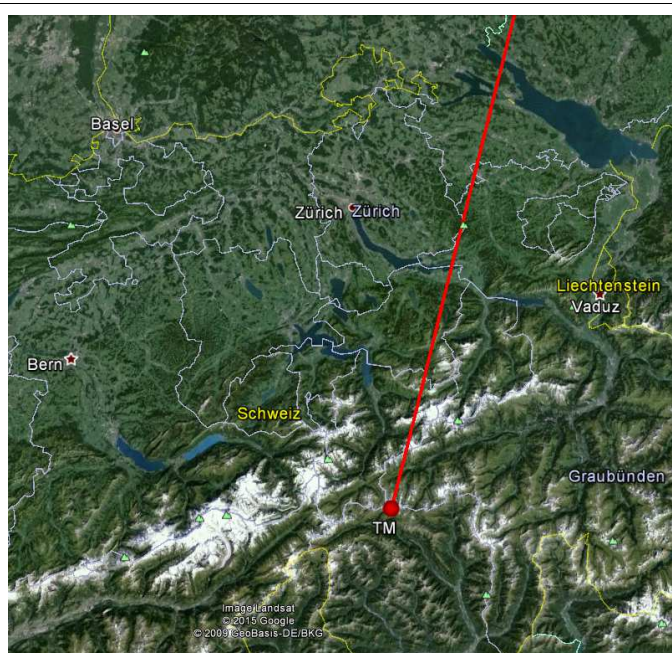 Basel
Zürich Zürich
Liechtenstein
Vaduz
Bern
Schweiz
Graubünden
TM
Image Landsat
© 2015 Google
© 2009 GeoBasis-DE/BKG